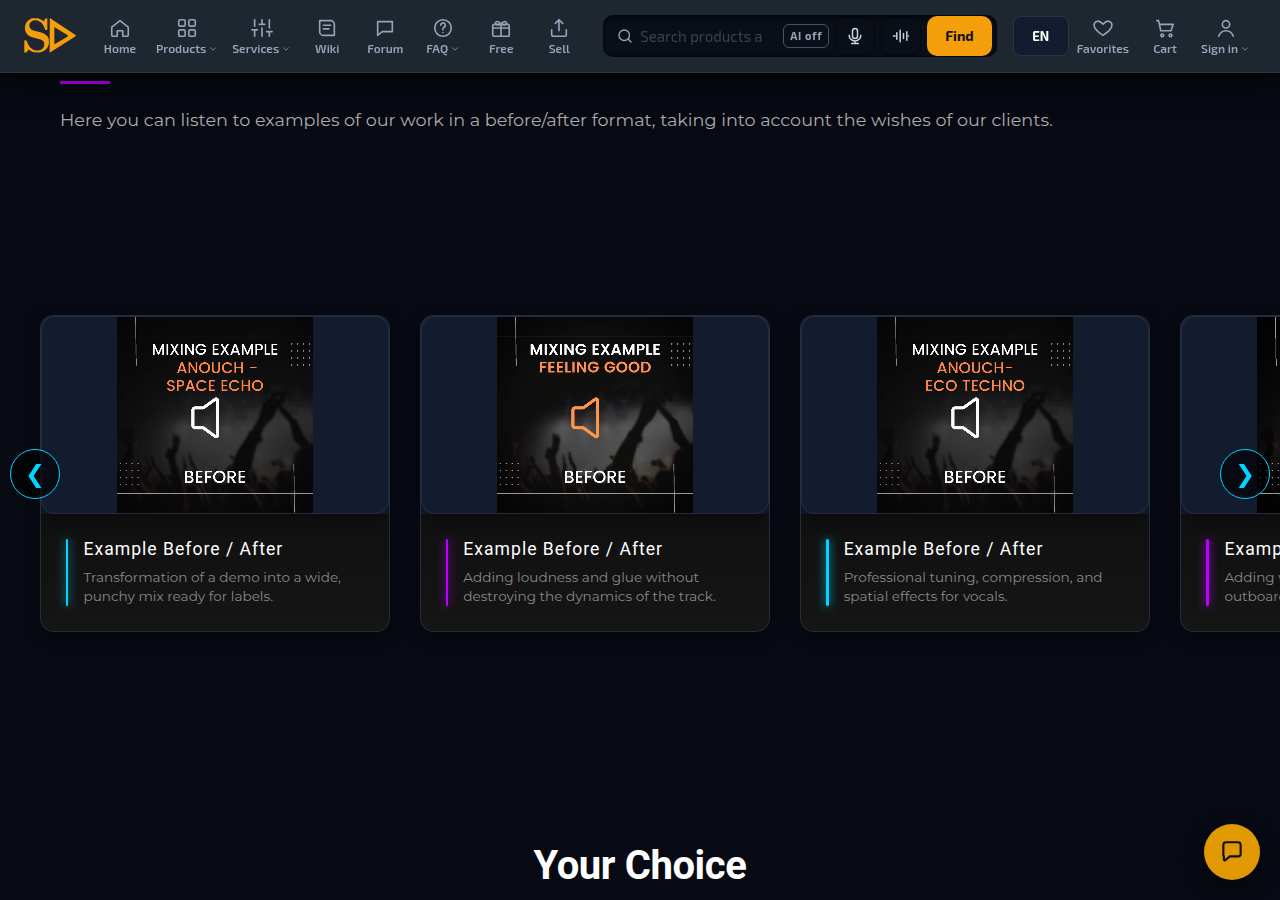 Home
Products
Services
Wiki
Forum
FAQ
Free
Sell
Search products a
AI off
Find
EN
Favorites
Cart
Sign in
Here you can listen to examples of our work in a before/after format, taking into account the wishes of our clients.
MIXING EXAMPLE
ANOUCH –
SPACE ECHO
BEFORE
Example Before / After
Transformation of a demo into a wide,
punchy mix ready for labels.
MIXING EXAMPLE
FEELING GOOD
BEFORE
Example Before / After
Adding loudness and glue without
destroying the dynamics of the track.
MIXING EXAMPLE
ANOUCH-
ECO TECHNO
BEFORE
Example Before / After
Professional tuning, compression, and
spatial effects for vocals.
Adding
Your Choice